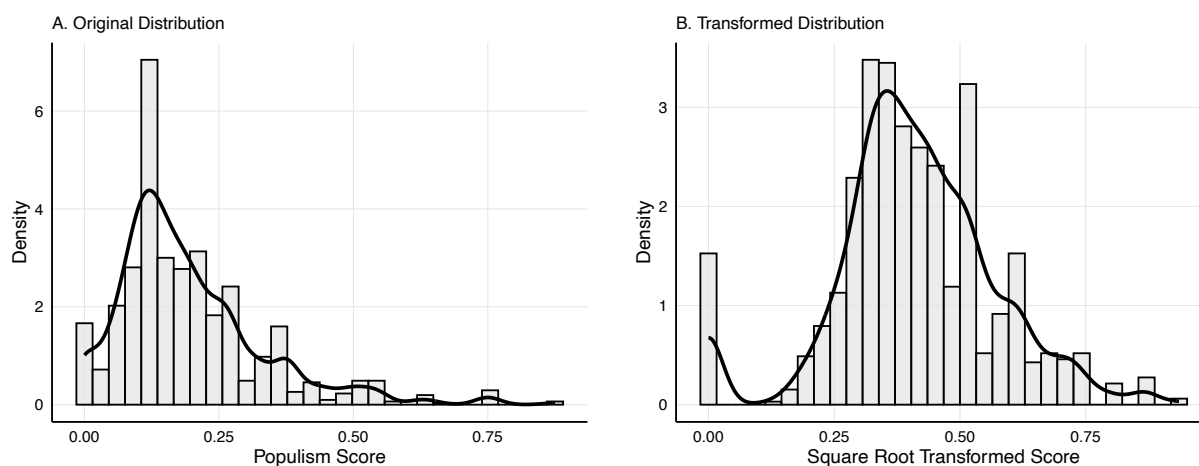 A. Original Distribution
Density
6
4
2
0
0.00 0.25 0.50 0.75
Populism Score
B. Transformed Distribution
Density
3
2
1
0
0.00 0.25 0.50 0.75
Square Root Transformed Score